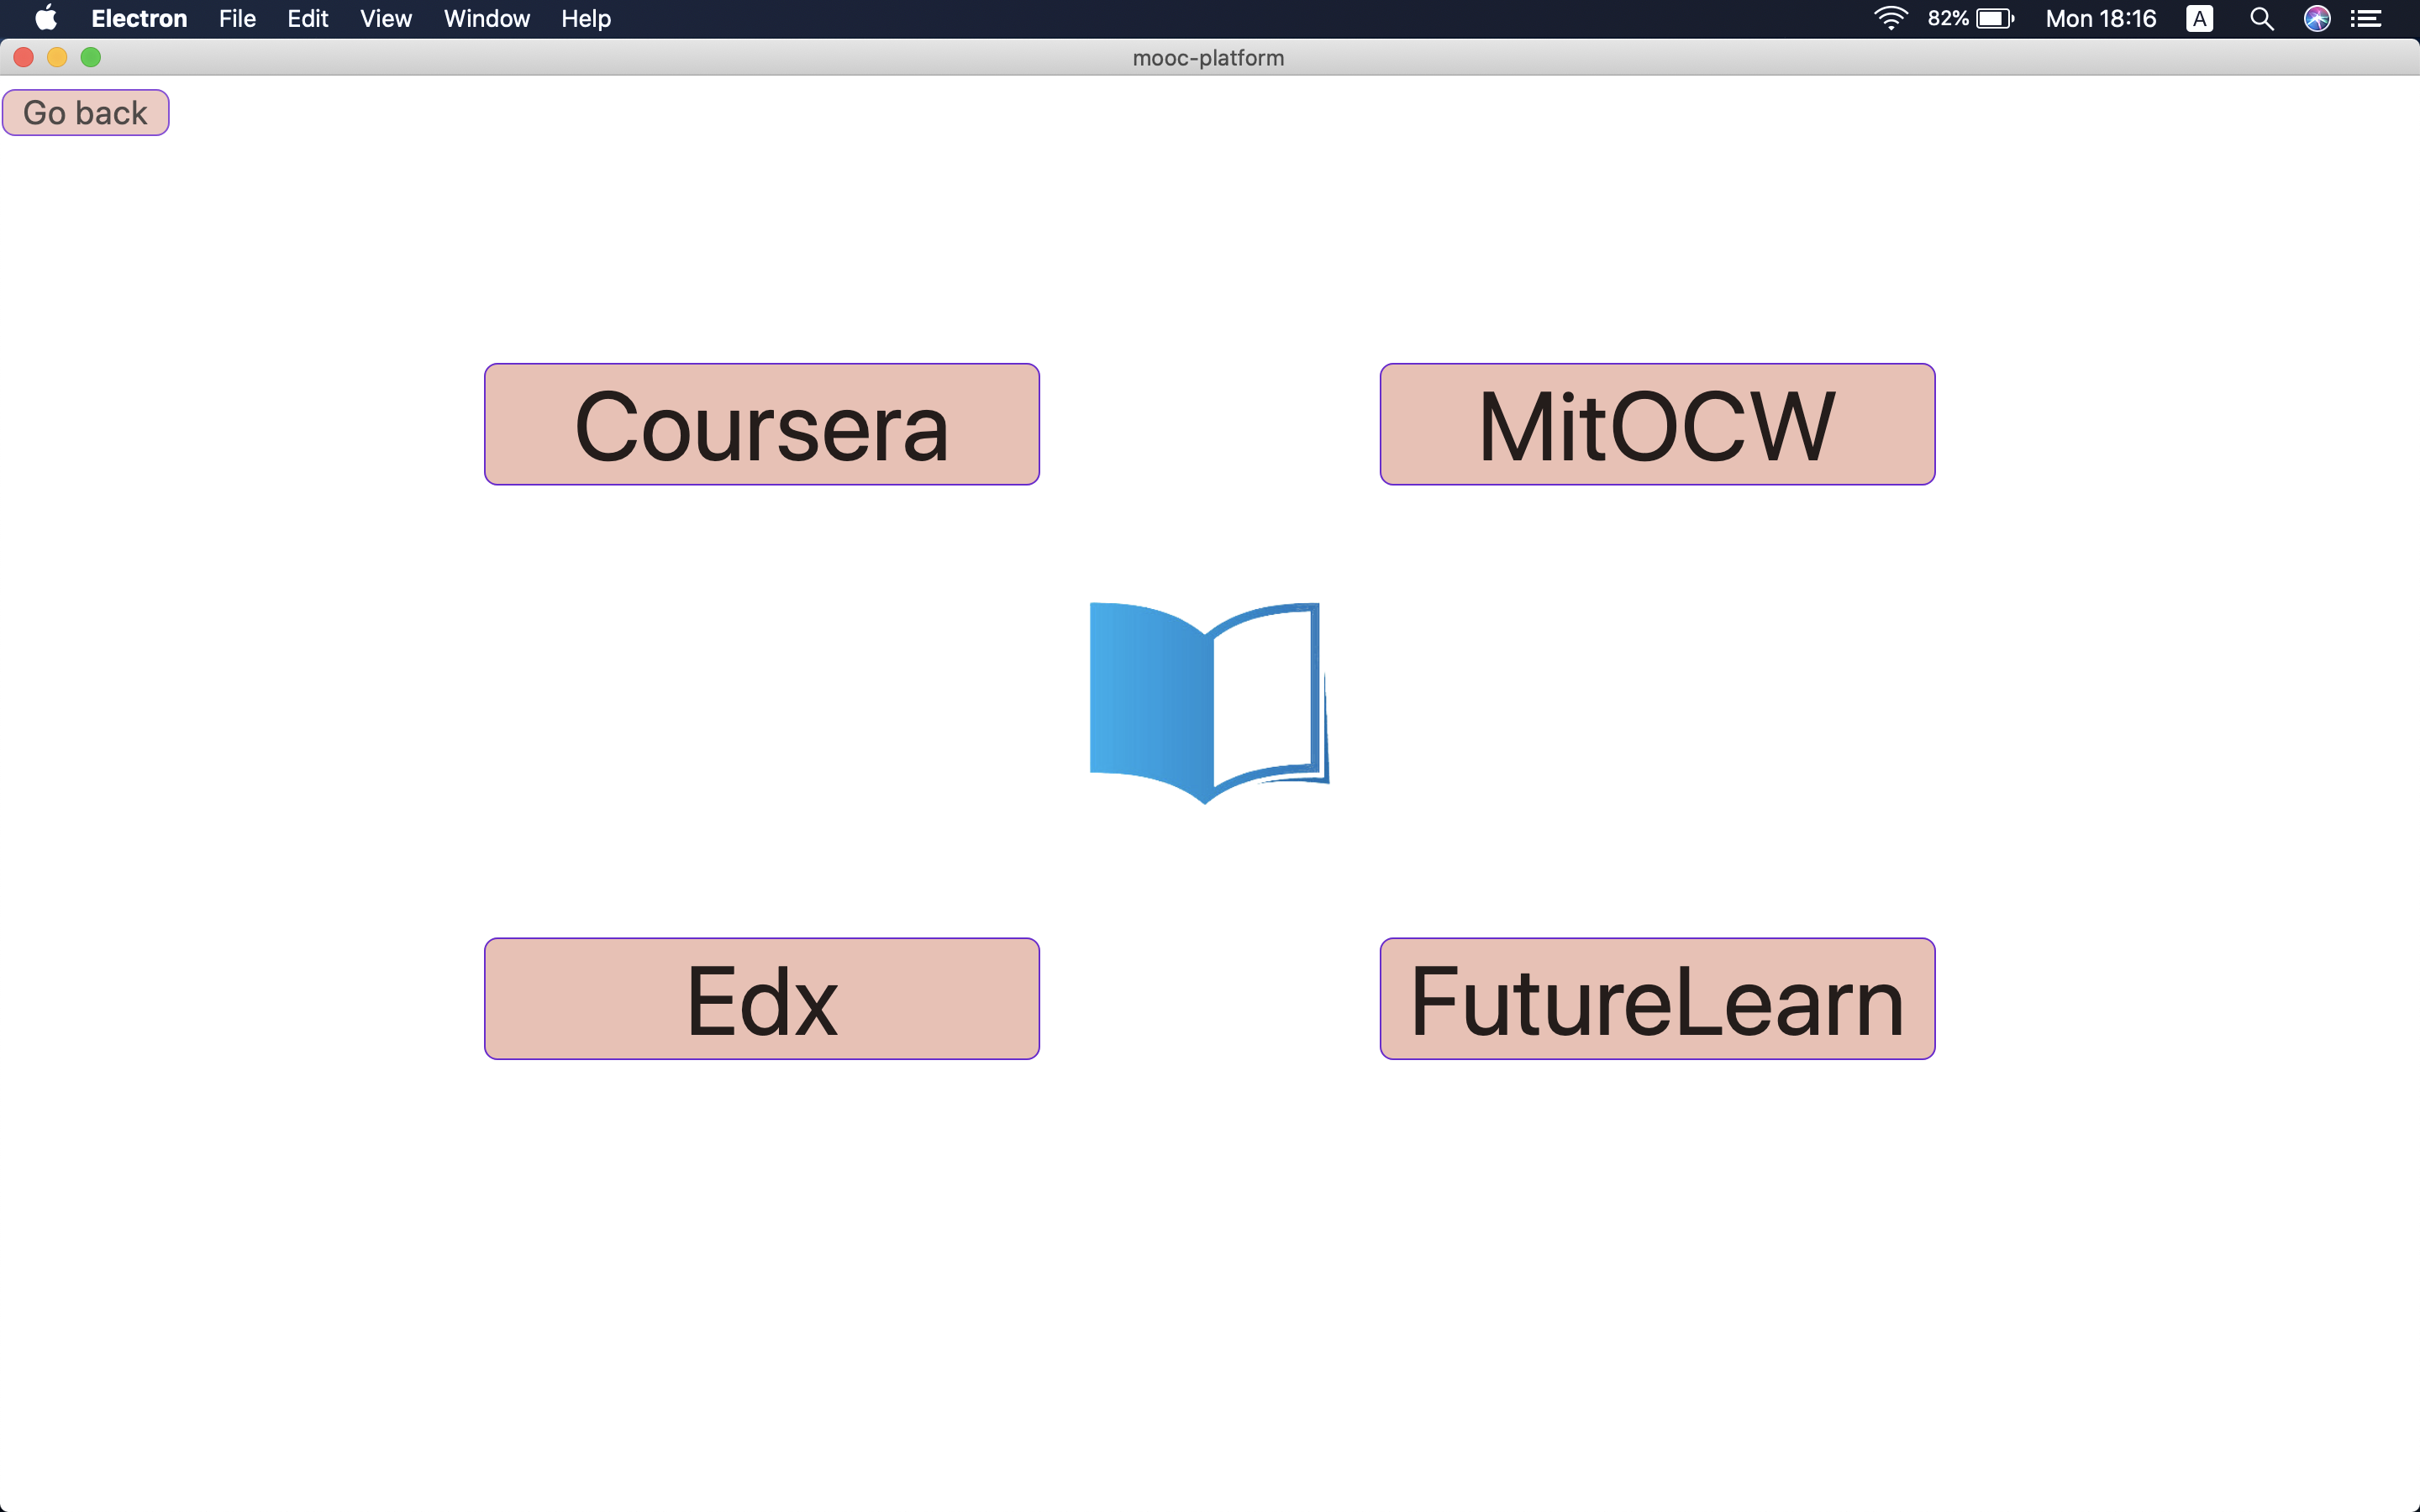 Electron File Edit View Window Help 82% Mon 18:16 A
mooc-platform
Go back
Coursera MitOCW
Edx FutureLearn